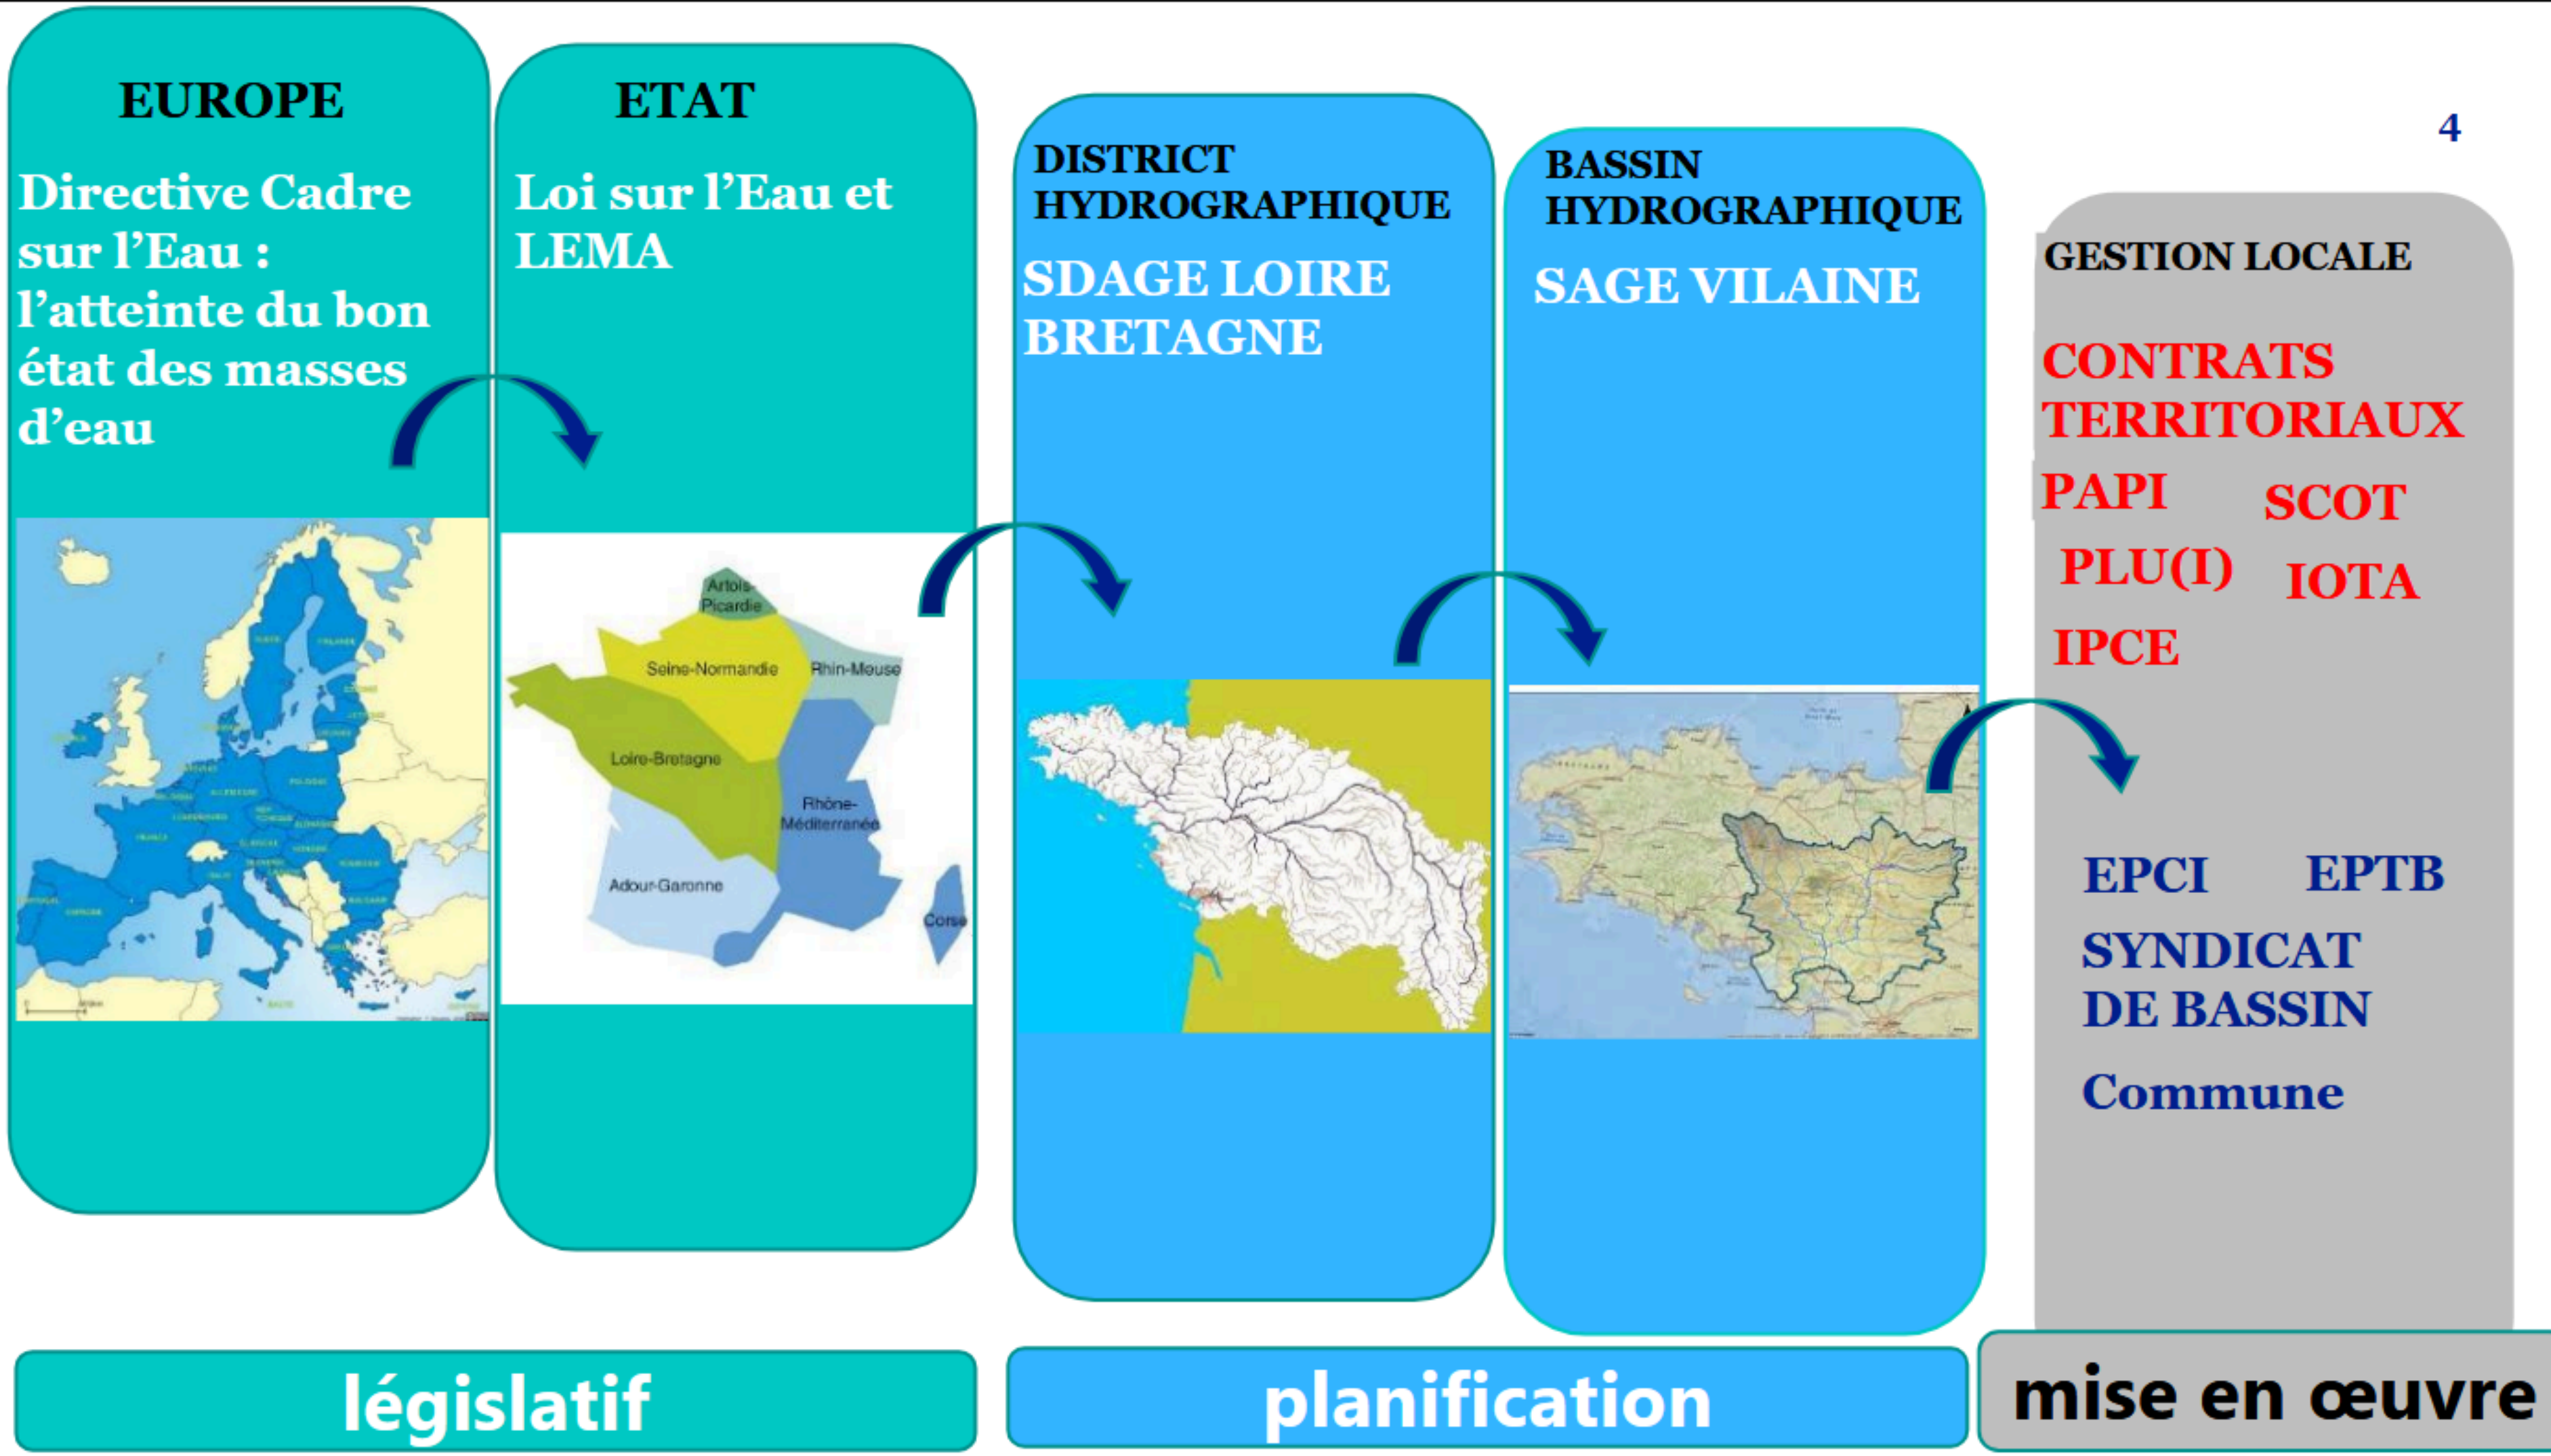 EUROPE
Directive Cadre
sur l’Eau :
l’atteinte du bon
état des masses
d’eau
ETAT
Loi sur l’Eau et
LEMA
Artois-
Picardie
Seine-Normandie
Rhin-Meuse
Loire-Bretagne
Rhône-
Méditerranée
Adour-Garonne
Corse
DISTRICT
HYDROGRAPHIQUE
SDAGE LOIRE
BRETAGNE
BASSIN
HYDROGRAPHIQUE
SAGE VILAINE
4
GESTION LOCALE
CONTRATS
TERRITORIAUX
PAPI SCOT
PLU(I) IOTA
IPCE
EPCI EPTB
SYNDICAT
DE BASSIN
Commune
législatif
planification
mise en œuvre